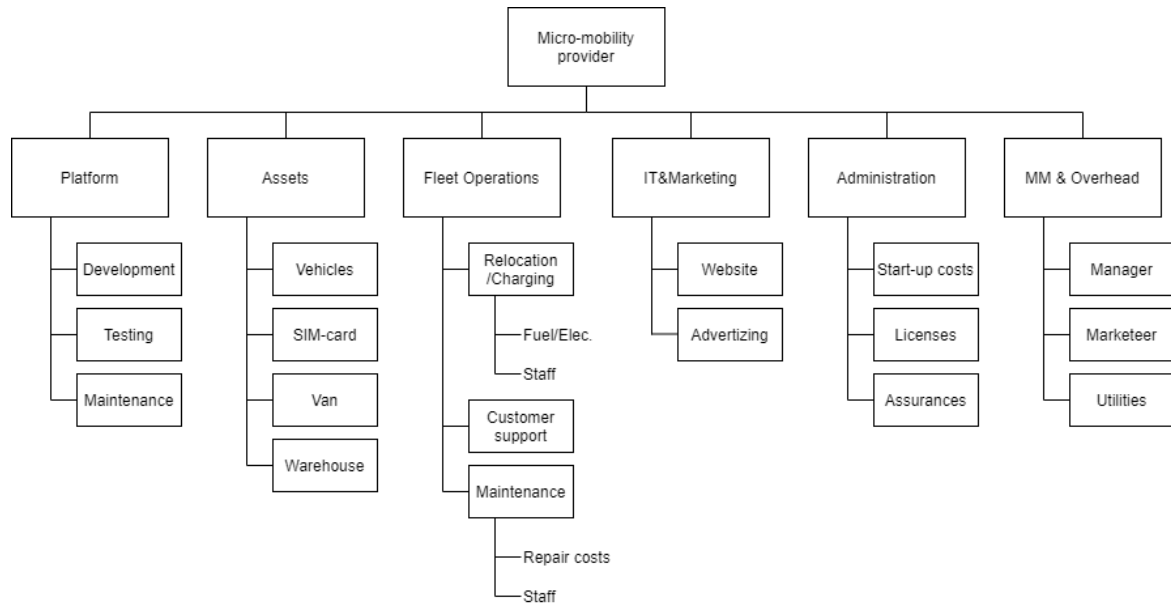 Micro-mobility
provider
Platform
Assets
Fleet Operations
IT&Marketing
Administration
MM & Overhead
Development
Testing
Maintenance
Vehicles
SIM-card
Van
Warehouse
Relocation
/Charging
Fuel/Elec.
Staff
Customer
support
Maintenance
Repair costs
Staff
Website
Advertizing
Start-up costs
Licenses
Assurances
Manager
Marketeer
Utilities